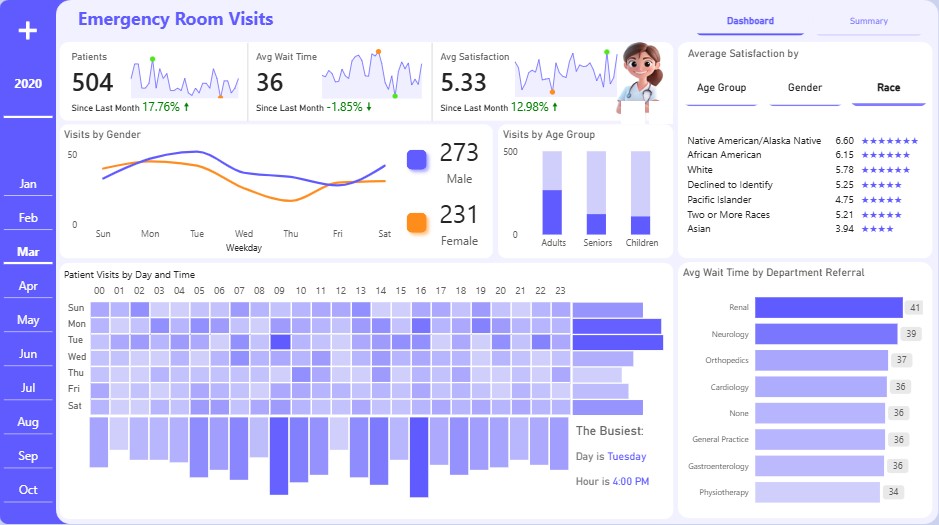 +
Emergency Room Visits
Dashboard
Summary
2020
Jan
Feb
Mar
Apr
May
Jun
Jul
Aug
Sep
Oct
Patients
504
Since Last Month 17.76% ⬆
Avg Wait Time
36
Since Last Month -1.85% ⬇
Avg Satisfaction
5.33
Since Last Month 12.98% ⬆
Average Satisfaction by
Age Group
Gender
Race
Native American/Alaska Native 6.60 ★★★★★★★
African American 6.15 ★★★★★★
White 5.78 ★★★★★★
Declined to Identify 5.25 ★★★★★
Pacific Islander 4.75 ★★★★★
Two or More Races 5.21 ★★★★★
Asian 3.94 ★★★★
Visits by Gender
50
0
Sun Mon Tue Wed Thu Fri Sat
Weekday
273
Male
231
Female
Visits by Age Group
500
0
Adults Seniors Children
Patient Visits by Day and Time
00 01 02 03 04 05 06 07 08 09 10 11 12 13 14 15 16 17 18 19 20 21 22 23
Sun
Mon
Tue
Wed
Thu
Fri
Sat
The Busiest:
Day is Tuesday
Hour is 4:00 PM
Avg Wait Time by Department Referral
Renal 41
Neurology 39
Orthopedics 37
Cardiology 36
None 36
General Practice 36
Gastroenterology 36
Physiotherapy 34